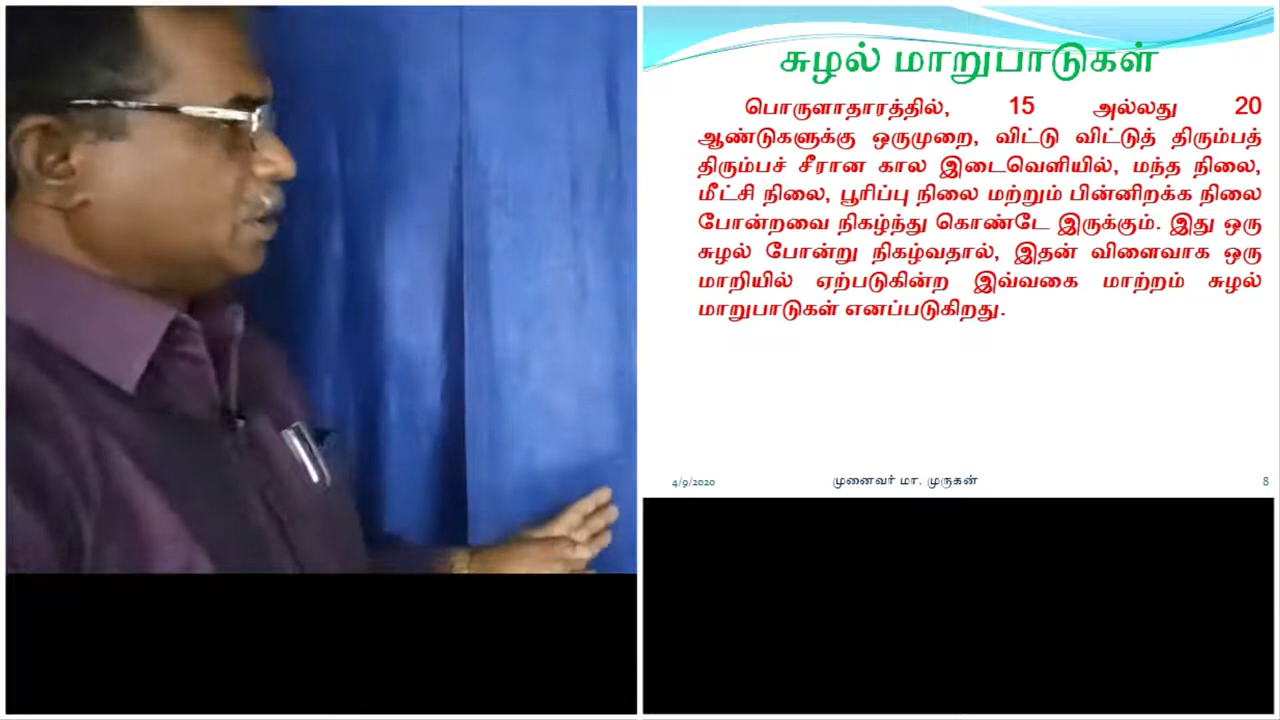 சுழல் மாறுபாடுகள்
பொருளாதாரத்தில், 15 அல்லது 20
ஆண்டுகளுக்கு ஒருமுறை, விட்டு விட்டுத் திரும்பத்
திரும்பச் சீரான கால இடைவெளியில், மந்த நிலை,
மீட்சி நிலை, பூரிப்பு நிலை மற்றும் பின்னிறக்க நிலை
போன்றவை நிகழ்ந்து கொண்டே இருக்கும். இது ஒரு
சுழல் போன்று நிகழ்வதால், இதன் விளைவாக ஒரு
மாறியில் ஏற்படுகின்ற இவ்வகை மாற்றம் சுழல்
மாறுபாடுகள் எனப்படுகிறது.
4/9/2020 முனைவர் மா. முருகன் 8